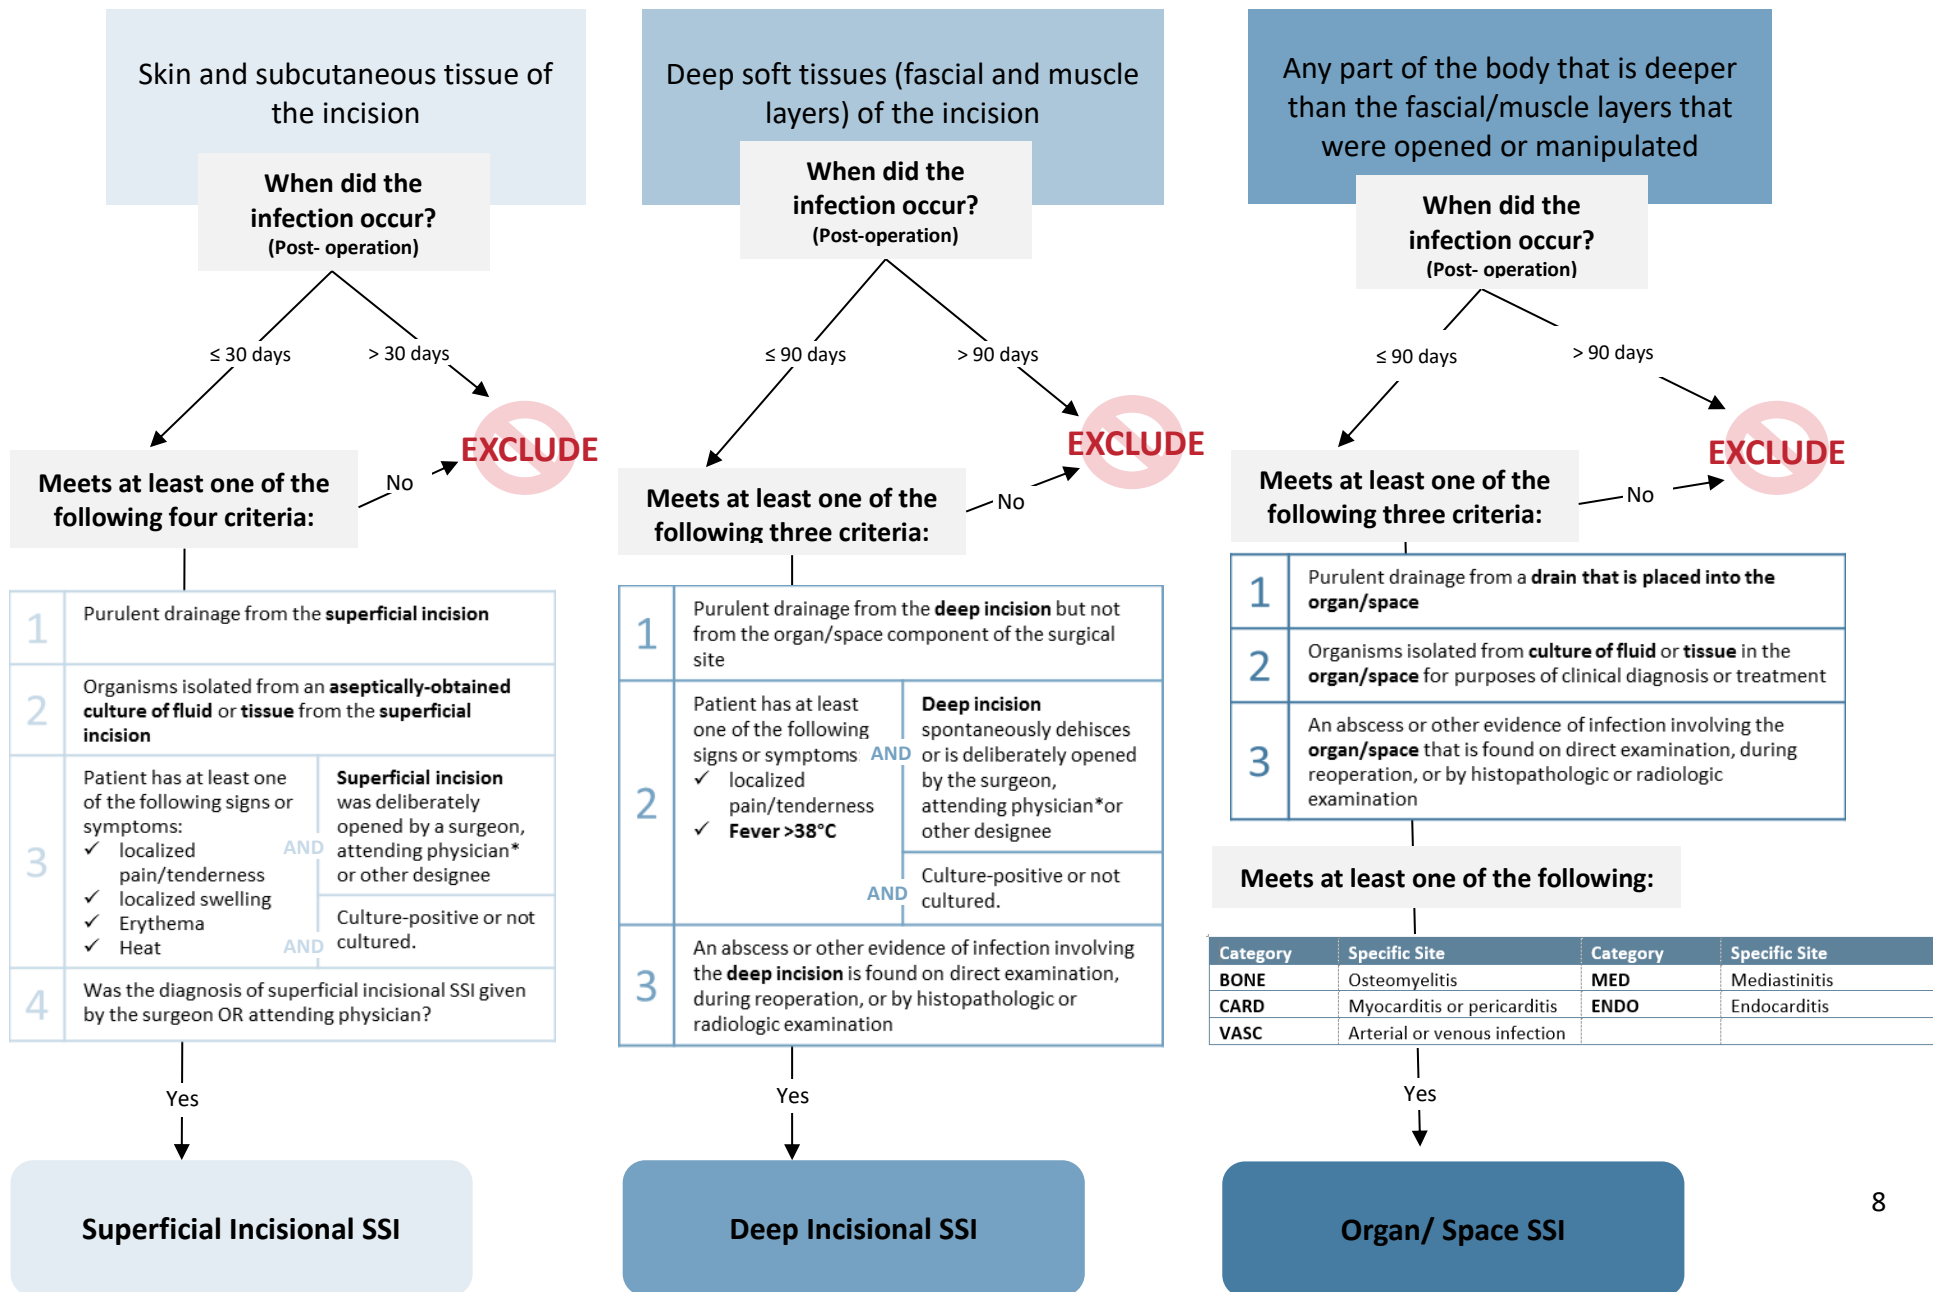 Skin and subcutaneous tissue of
the incision
When did the
infection occur?
(Post- operation)
≤ 30 days
> 30 days
EXCLUDE
Meets at least one of the
following four criteria:
No
1
Purulent drainage from the superficial incision
2
Organisms isolated from an aseptically-obtained
culture of fluid or tissue from the superficial
incision
3
Patient has at least one
of the following signs or
symptoms:
✓ localized
pain/tenderness
✓ localized swelling
✓ Erythema
✓ Heat
AND
Superficial incision
was deliberately
opened by a surgeon,
attending physician*
or other designee
AND
Culture-positive or not
cultured.
4
Was the diagnosis of superficial incisional SSI given
by the surgeon OR attending physician?
Yes
Superficial Incisional SSI
Deep soft tissues (fascial and muscle
layers) of the incision
When did the
infection occur?
(Post-operation)
≤ 90 days
> 90 days
EXCLUDE
Meets at least one of the
following three criteria:
No
1
Purulent drainage from the deep incision but not
from the organ/space component of the surgical
site
2
Patient has at least
one of the following
signs or symptoms:
✓ localized
pain/tenderness
✓ Fever >38°C
AND
Deep incision
spontaneously dehisces
or is deliberately opened
by the surgeon,
attending physician*or
other designee
AND
Culture-positive or not
cultured.
3
An abscess or other evidence of infection involving
the deep incision is found on direct examination,
during reoperation, or by histopathologic or
radiologic examination
Yes
Deep Incisional SSI
Any part of the body that is deeper
than the fascial/muscle layers that
were opened or manipulated
When did the
infection occur?
(Post- operation)
≤ 90 days
> 90 days
EXCLUDE
Meets at least one of the
following three criteria:
No
1
Purulent drainage from a drain that is placed into the
organ/space
2
Organisms isolated from culture of fluid or tissue in the
organ/space for purposes of clinical diagnosis or treatment
3
An abscess or other evidence of infection involving the
organ/space that is found on direct examination, during
reoperation, or by histopathologic or radiologic
examination
Meets at least one of the following:
Category Specific Site Category Specific Site
BONE Osteomyelitis MED Mediastinitis
CARD Myocarditis or pericarditis ENDO Endocarditis
VASC Arterial or venous infection
Yes
Organ/ Space SSI
8